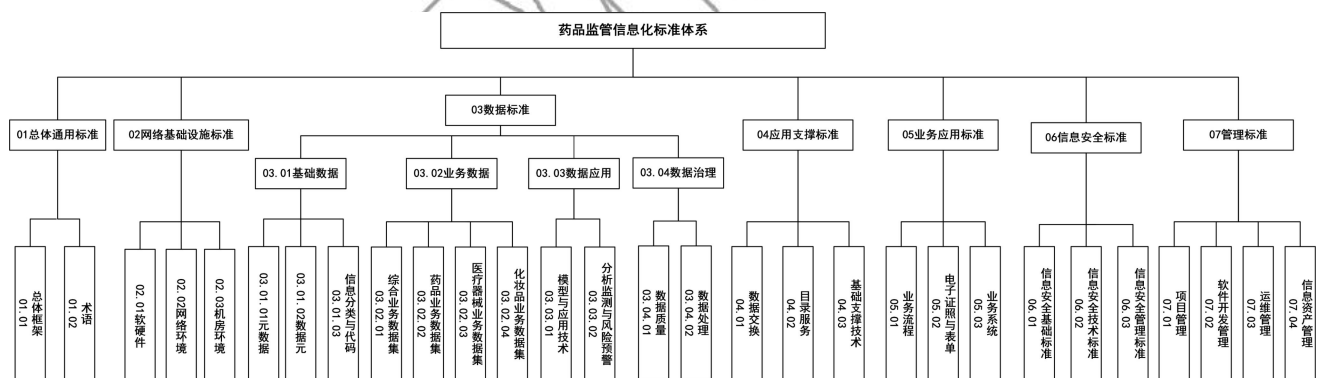 药品监管信息化标准体系
01总体通用标准
02网络基础设施标准
03数据标准
04应用支撑标准
05业务应用标准
06信息安全标准
07管理标准
03.01基础数据
03.02业务数据
03.03数据应用
03.04数据治理
01.01
总体框架
01.02
术语
02.01软硬件
02.02网络环境
02.03机房环境
03.01.01元数据
03.01.02数据元
03.01.03
信息分类与代码
03.02.01
综合业务数据集
03.02.02
药品业务数据集
03.02.03
医疗器械业务数据集
03.02.04
化妆品业务数据集
03.03.01
模型与应用技术
03.03.02
分析监测与风险预警
03.04.01
数据质量
03.04.02
数据处理
04.01
数据交换
04.02
目录服务
04.03
基础支撑技术
05.01
业务流程
05.02
电子证照与表单
05.03
业务系统
06.01
信息安全基础标准
06.02
信息安全技术标准
06.03
信息安全管理标准
07.01
项目管理
07.02
软件开发管理
07.03
运维管理
07.04
信息资产管理